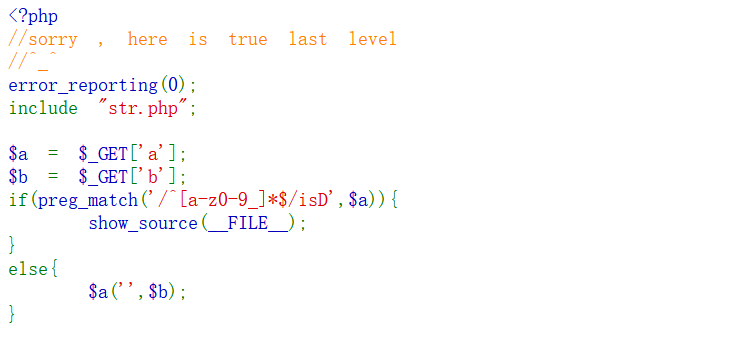 <?php
//sorry , here is true last level
//^_^
error_reporting(0);
include "str.php";

$a = $_GET['a'];
$b = $_GET['b'];
if(preg_match('/^[a-z0-9_]*$/isD',$a)){
show_source(__FILE__);
}
else{
$a('',$b);
}